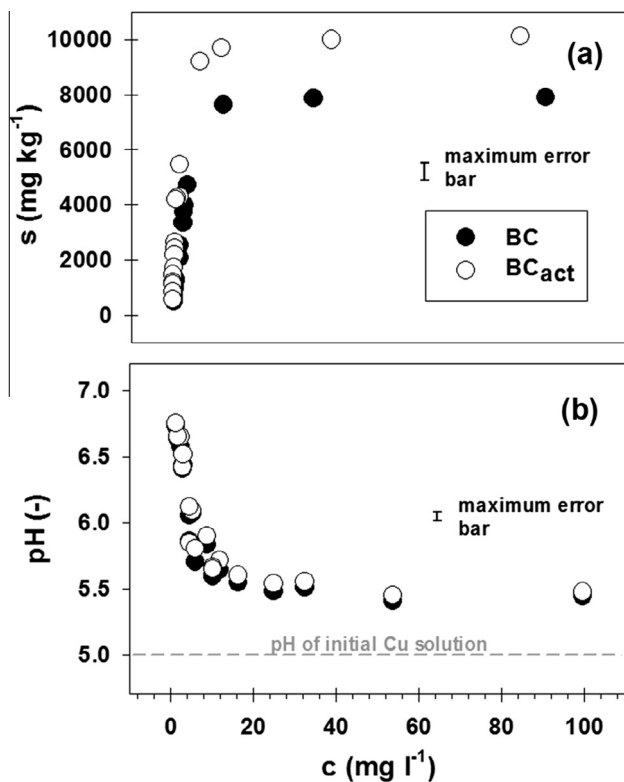 10000
(a)
8000
s (mg kg⁻¹)
6000
maximum error
bar
4000
BC
2000
BCact
0
7.0
(b)
6.5
pH (-)
maximum error
bar
6.0
5.5
pH of initial Cu solution
5.0
0 20 40 60 80 100
c (mg l⁻¹)